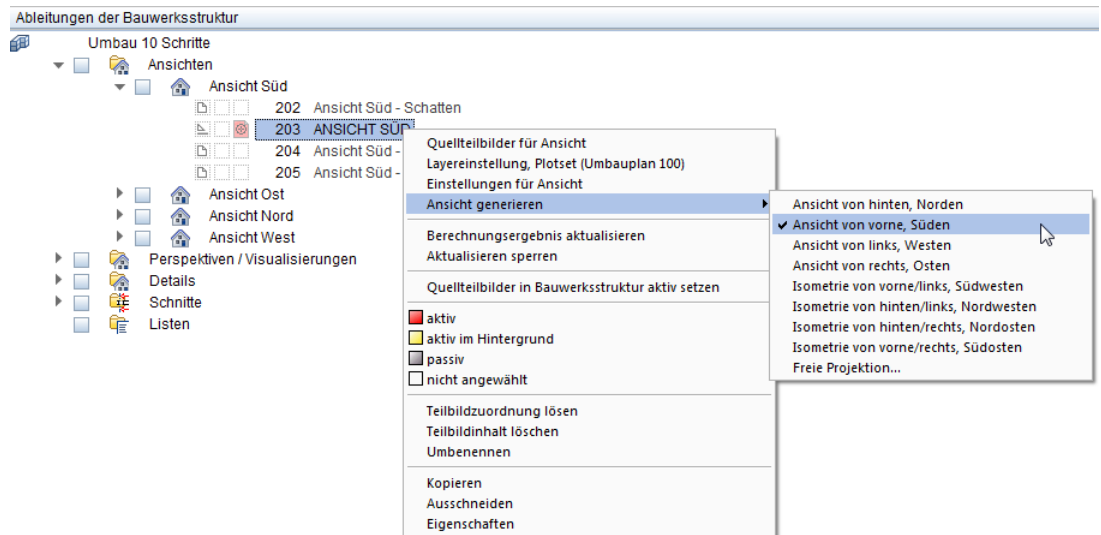 Ableitungen der Bauwerksstruktur
Umbau 10 Schritte
Ansichten
Ansicht Süd
202 Ansicht Süd - Schatten
203 ANSICHT SÜD
204 Ansicht Süd -
205 Ansicht Süd -
Ansicht Ost
Ansicht Nord
Ansicht West
Perspektiven / Visualisierungen
Details
Schnitte
Listen
Quellteilbilder für Ansicht
Layereinstellung, Plotset (Umbauplan 100)
Einstellungen für Ansicht
Ansicht generieren
Berechnungsergebnis aktualisieren
Aktualisieren sperren
Quellteilbilder in Bauwerksstruktur aktiv setzen
aktiv
aktiv im Hintergrund
passiv
nicht angewählt
Teilbildzuordnung lösen
Teilbildinhalt löschen
Umbenennen
Kopieren
Ausschneiden
Eigenschaften
Ansicht von hinten, Norden
Ansicht von vorne, Süden
Ansicht von links, Westen
Ansicht von rechts, Osten
Isometrie von vorne/links, Südwesten
Isometrie von hinten/links, Nordwesten
Isometrie von hinten/rechts, Nordosten
Isometrie von vorne/rechts, Südosten
Freie Projektion...